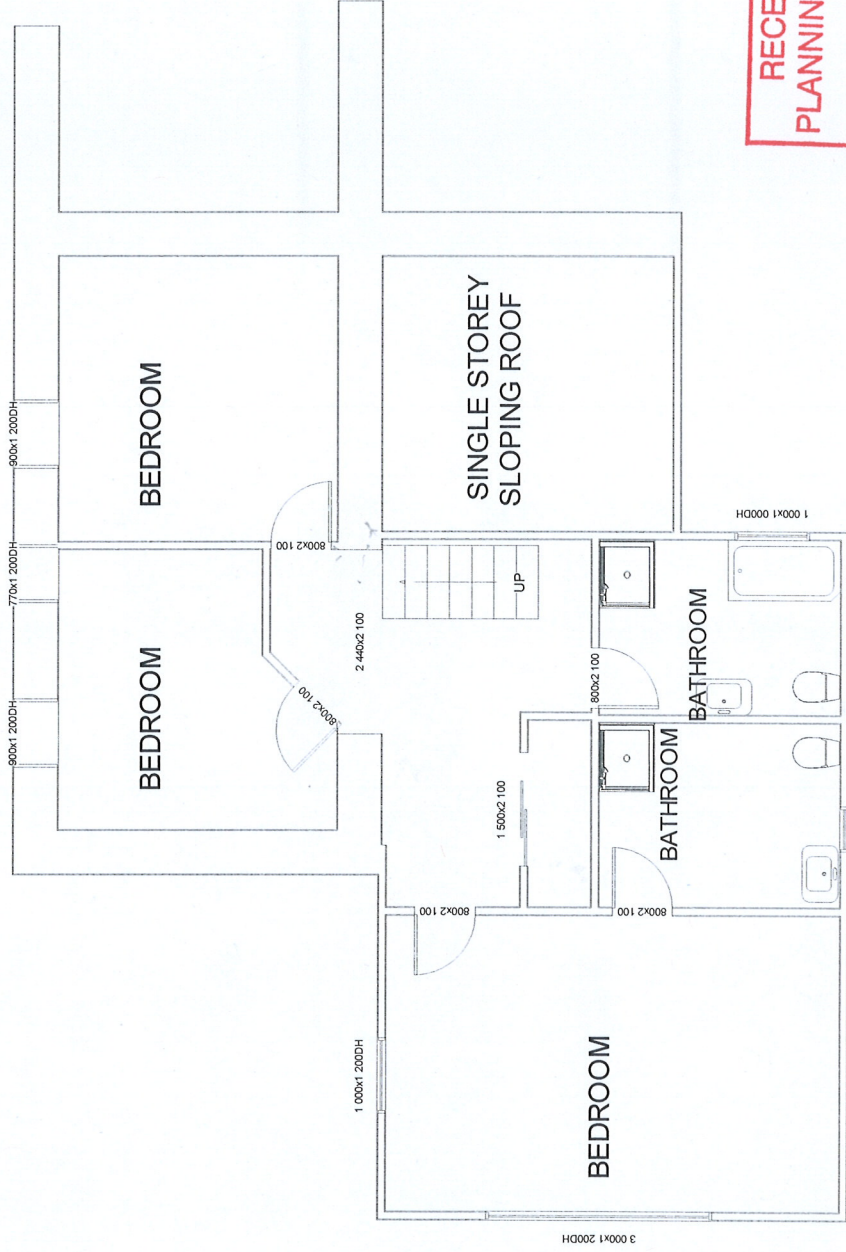 RECE
PLANNIN
900x1 200DH
770x1 200DH
900x1 200DH
BEDROOM
BEDROOM
800x2 100
800x2 100
2 440x2 100
SINGLE STOREY
SLOPING ROOF
UP
1 000x1 000DH
800x2 100
BATHROOM
BATHROOM
1 500x2 100
800x2 100
800x2 100
1 000x1 200DH
BEDROOM
3 000x1 200DH